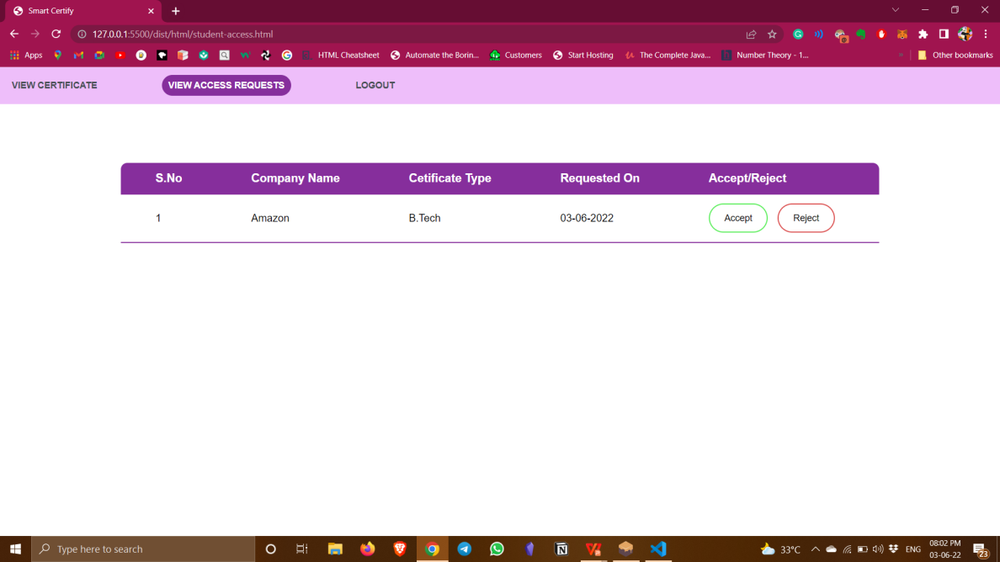 Smart Certify
127.0.0.1:5500/dist/html/student-access.html
Apps HTML Cheatsheet Automate the Borin... Customers Start Hosting The Complete Java... Number Theory - 1... Other bookmarks
VIEW CERTIFICATE VIEW ACCESS REQUESTS LOGOUT
S.No Company Name Cetificate Type Requested On Accept/Reject
1 Amazon B.Tech 03-06-2022 Accept Reject
Type here to search 33°C ENG 08:02 PM
03-06-22 23